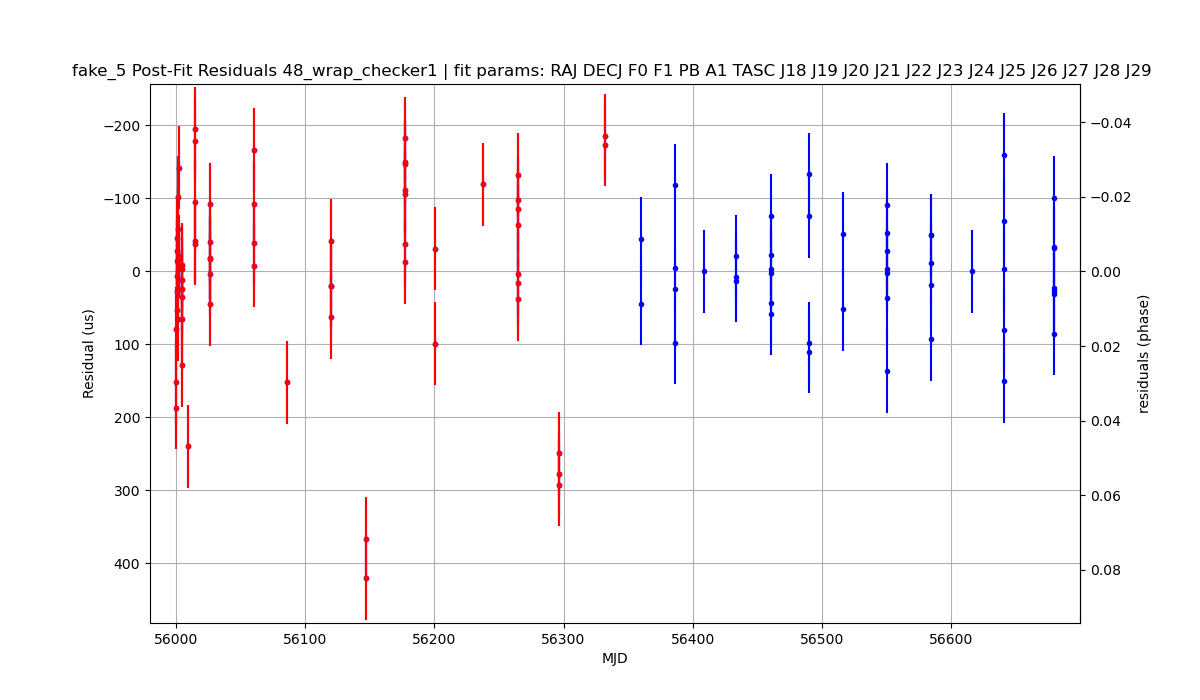 fake_5 Post-Fit Residuals 48_wrap_checker1 | fit params: RAJ DECJ F0 F1 PB A1 TASC J18 J19 J20 J21 J22 J23 J24 J25 J26 J27 J28 J29
−200
−100
0
100
200
300
400
Residual (us)
−0.04
−0.02
0.00
0.02
0.04
0.06
0.08
residuals (phase)
56000 56100 56200 56300 56400 56500 56600
MJD